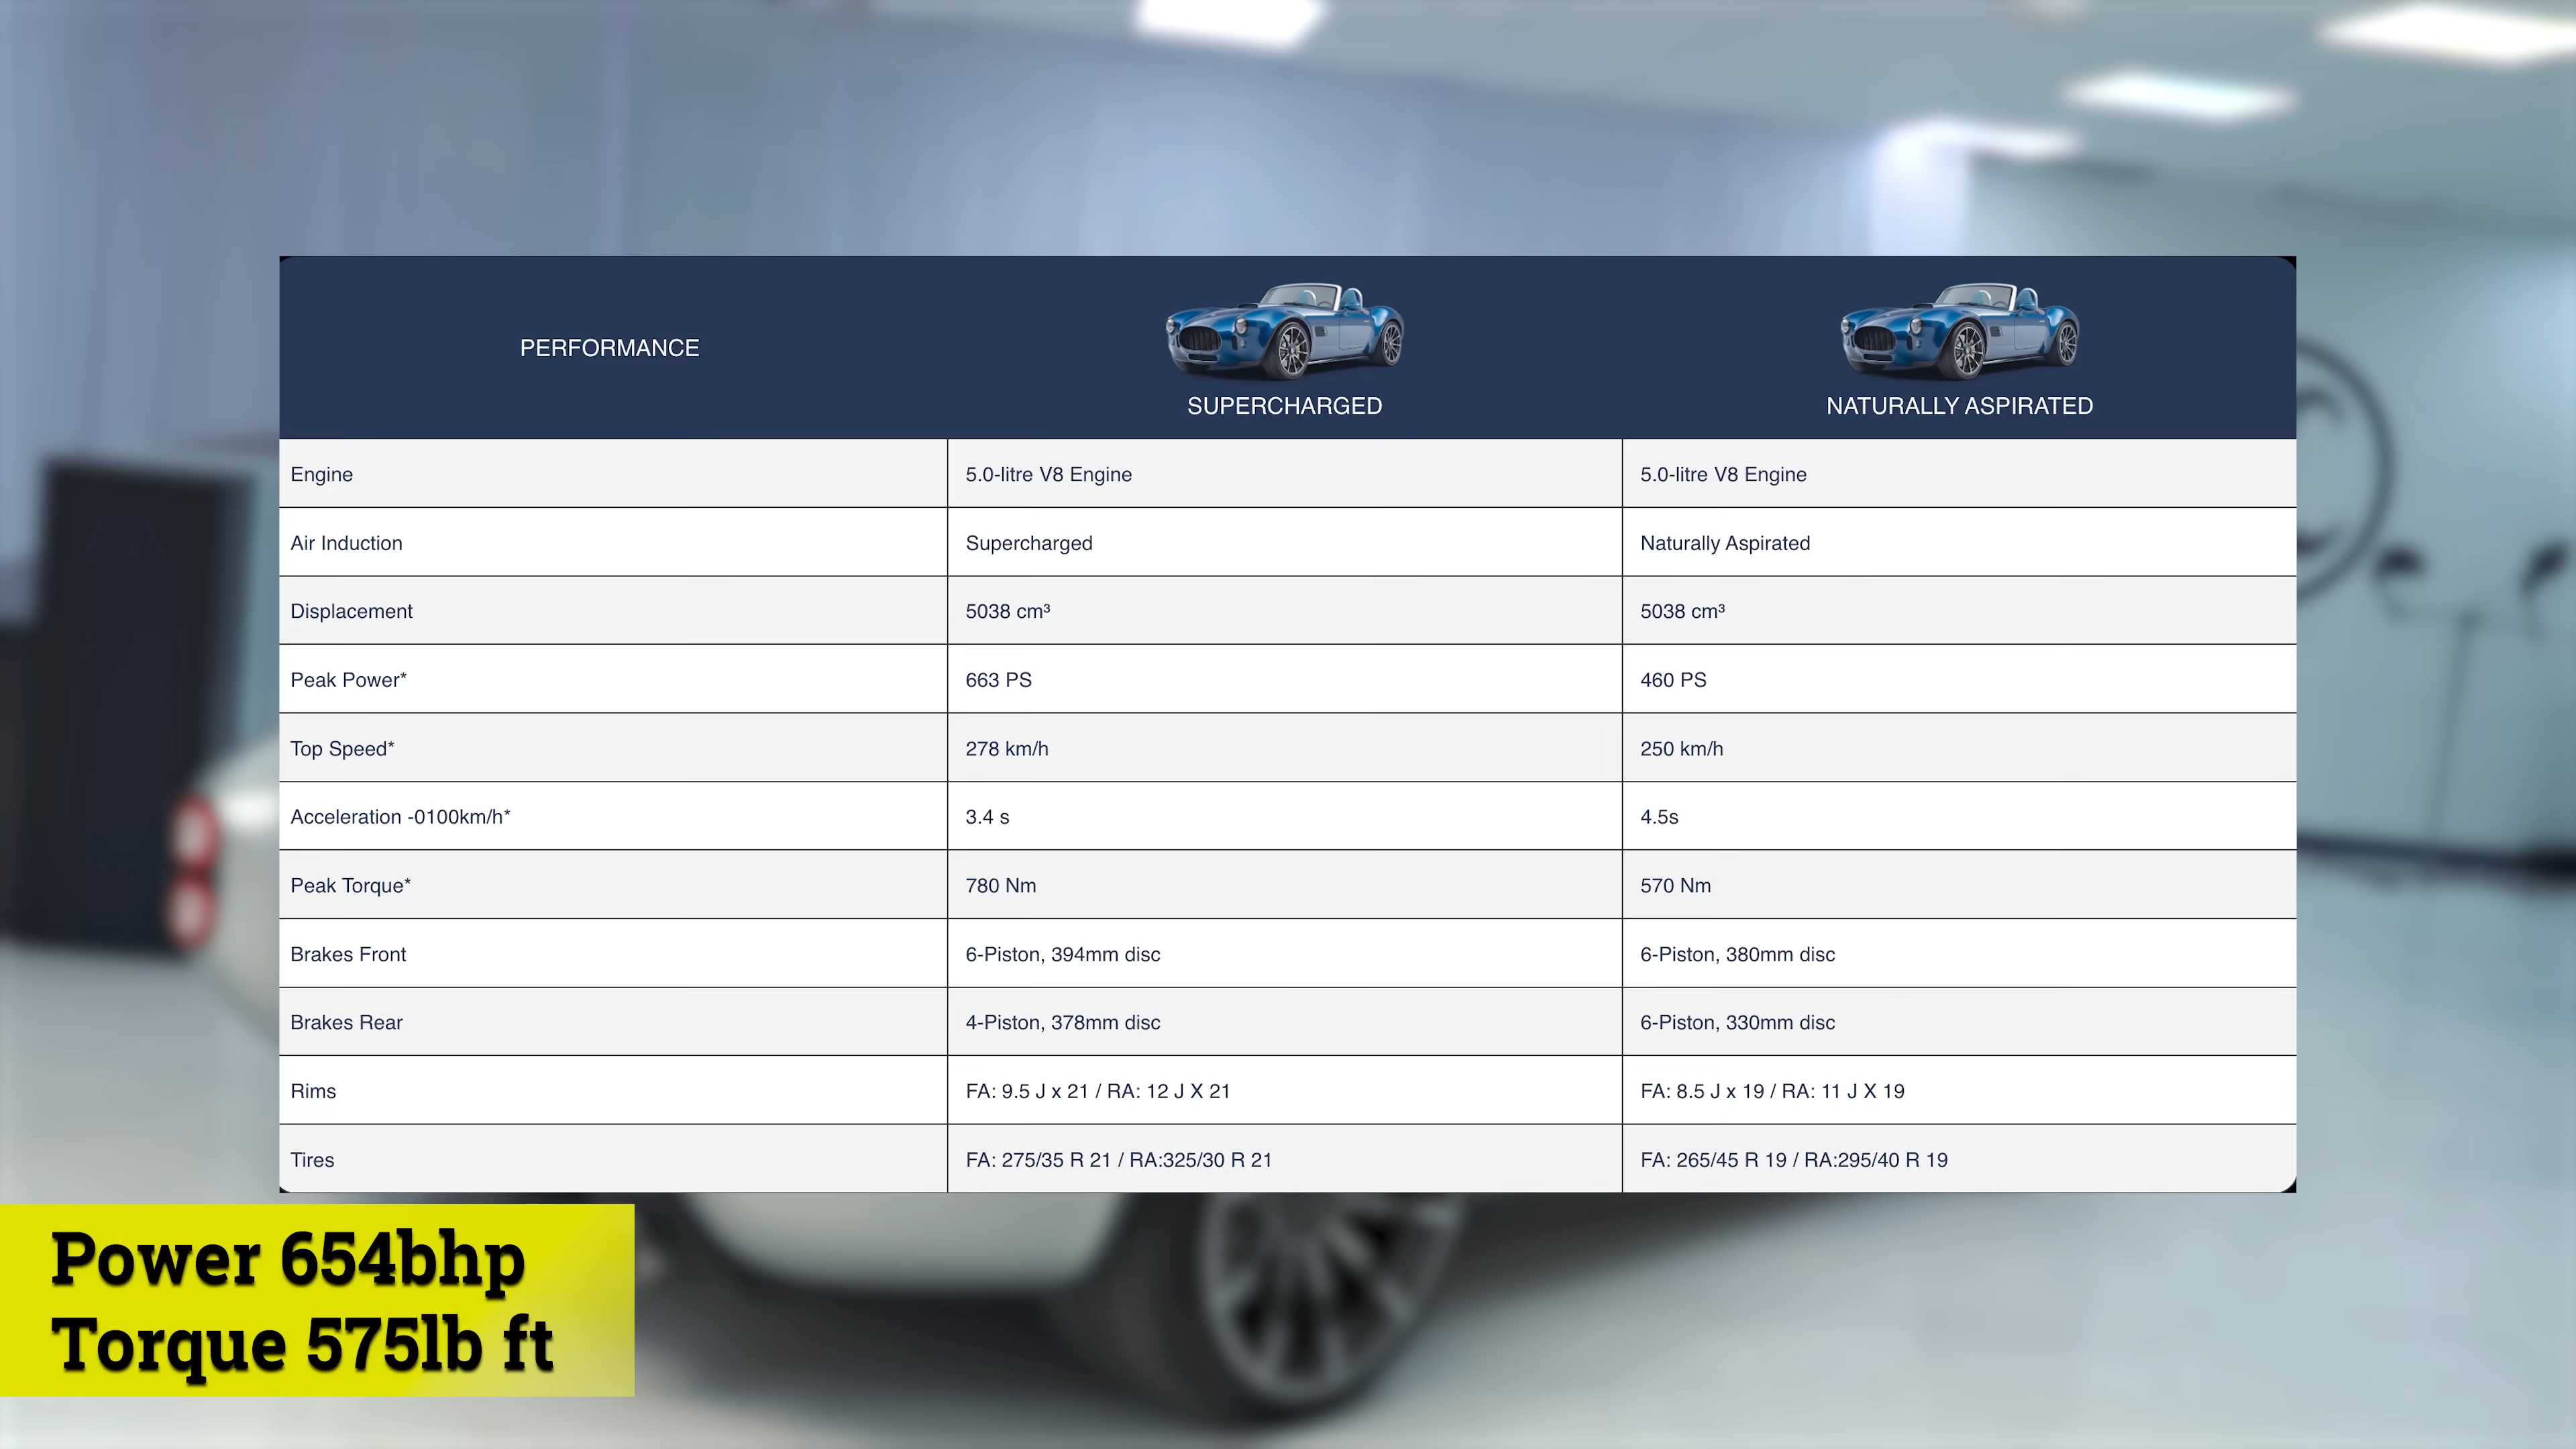 PERFORMANCE
SUPERCHARGED
NATURALLY ASPIRATED
Engine
5.0-litre V8 Engine
5.0-litre V8 Engine
Air Induction
Supercharged
Naturally Aspirated
Displacement
5038 cm³
5038 cm³
Peak Power*
663 PS
460 PS
Top Speed*
278 km/h
250 km/h
Acceleration -0100km/h*
3.4 s
4.5s
Peak Torque*
780 Nm
570 Nm
Brakes Front
6-Piston, 394mm disc
6-Piston, 380mm disc
Brakes Rear
4-Piston, 378mm disc
6-Piston, 330mm disc
Rims
FA: 9.5 J x 21 / RA: 12 J X 21
FA: 8.5 J x 19 / RA: 11 J X 19
Tires
FA: 275/35 R 21 / RA:325/30 R 21
FA: 265/45 R 19 / RA:295/40 R 19
Power 654bhp
Torque 575lb ft